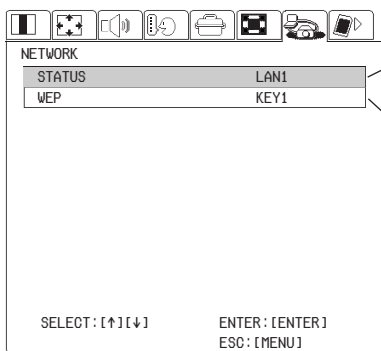 NETWORK
STATUS LAN1
WEP KEY1
SELECT:[↑][↓] ENTER:[ENTER]
ESC:[MENU]